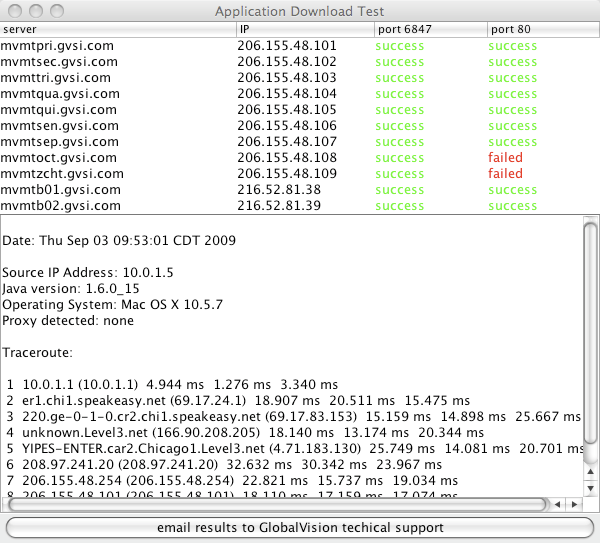 Application Download Test
server IP port 6847 port 80
mvmtpri.gvsi.com 206.155.48.101 success success
mvmtsec.gvsi.com 206.155.48.102 success success
mvmttri.gvsi.com 206.155.48.103 success success
mvmtqua.gvsi.com 206.155.48.104 success success
mvmtqui.gvsi.com 206.155.48.105 success success
mvmtsen.gvsi.com 206.155.48.106 success success
mvmtsep.gvsi.com 206.155.48.107 success success
mvmtoct.gvsi.com 206.155.48.108 success failed
mvmtzcht.gvsi.com 206.155.48.109 success failed
mvmtb01.gvsi.com 216.52.81.38 success success
mvmtb02.gvsi.com 216.52.81.39 success success
Date: Thu Sep 03 09:53:01 CDT 2009
Source IP Address: 10.0.1.5
Java version: 1.6.0_15
Operating System: Mac OS X 10.5.7
Proxy detected: none
Traceroute:
1 10.0.1.1 (10.0.1.1) 4.944 ms 1.276 ms 3.340 ms
2 er1.chi1.speakeasy.net (69.17.24.1) 18.907 ms 20.511 ms 15.475 ms
3 220.ge-0-1-0.cr2.chi1.speakeasy.net (69.17.83.153) 15.159 ms 14.898 ms 25.667 ms
4 unknown.Level3.net (166.90.208.205) 18.140 ms 13.174 ms 20.344 ms
5 YIPES-ENTER.car2.Chicago1.Level3.net (4.71.183.130) 25.749 ms 14.081 ms 20.701 ms
6 208.97.241.20 (208.97.241.20) 32.632 ms 30.342 ms 23.967 ms
7 206.155.48.254 (206.155.48.254) 22.821 ms 15.737 ms 19.034 ms
8 206.155.48.101 (206.155.48.101) 18.110 ms 17.159 ms 17.074 ms
email results to GlobalVision techical support